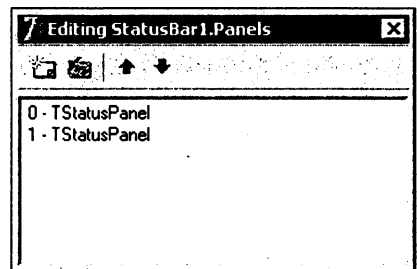 Editing StatusBar1.Panels
0 - TStatusPanel
1 - TStatusPanel